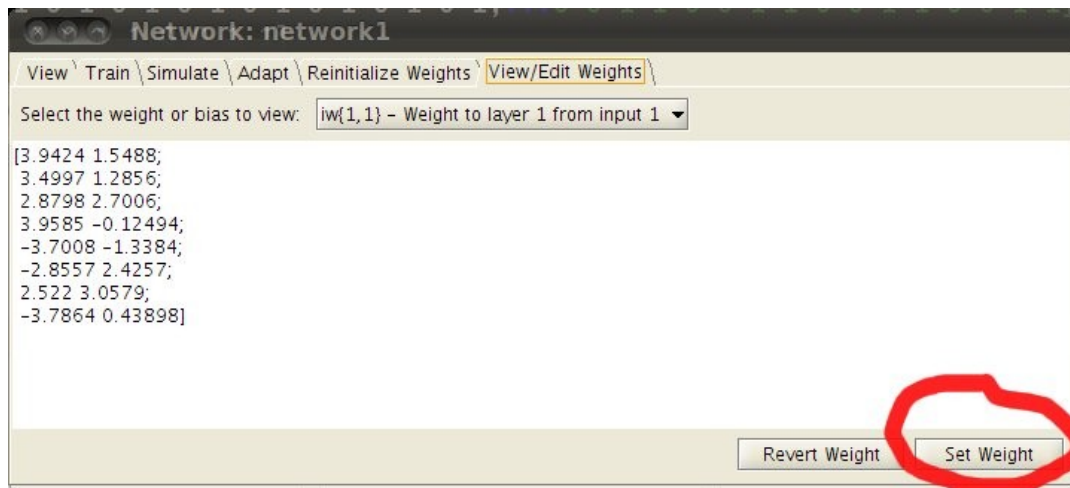 Network: network1
View Train Simulate Adapt Reinitialize Weights View/Edit Weights
Select the weight or bias to view: iw{1,1} – Weight to layer 1 from input 1
[3.9424 1.5488;
3.4997 1.2856;
2.8798 2.7006;
3.9585 -0.12494;
-3.7008 -1.3384;
-2.8557 2.4257;
2.522 3.0579;
-3.7864 0.43898]
Revert Weight Set Weight